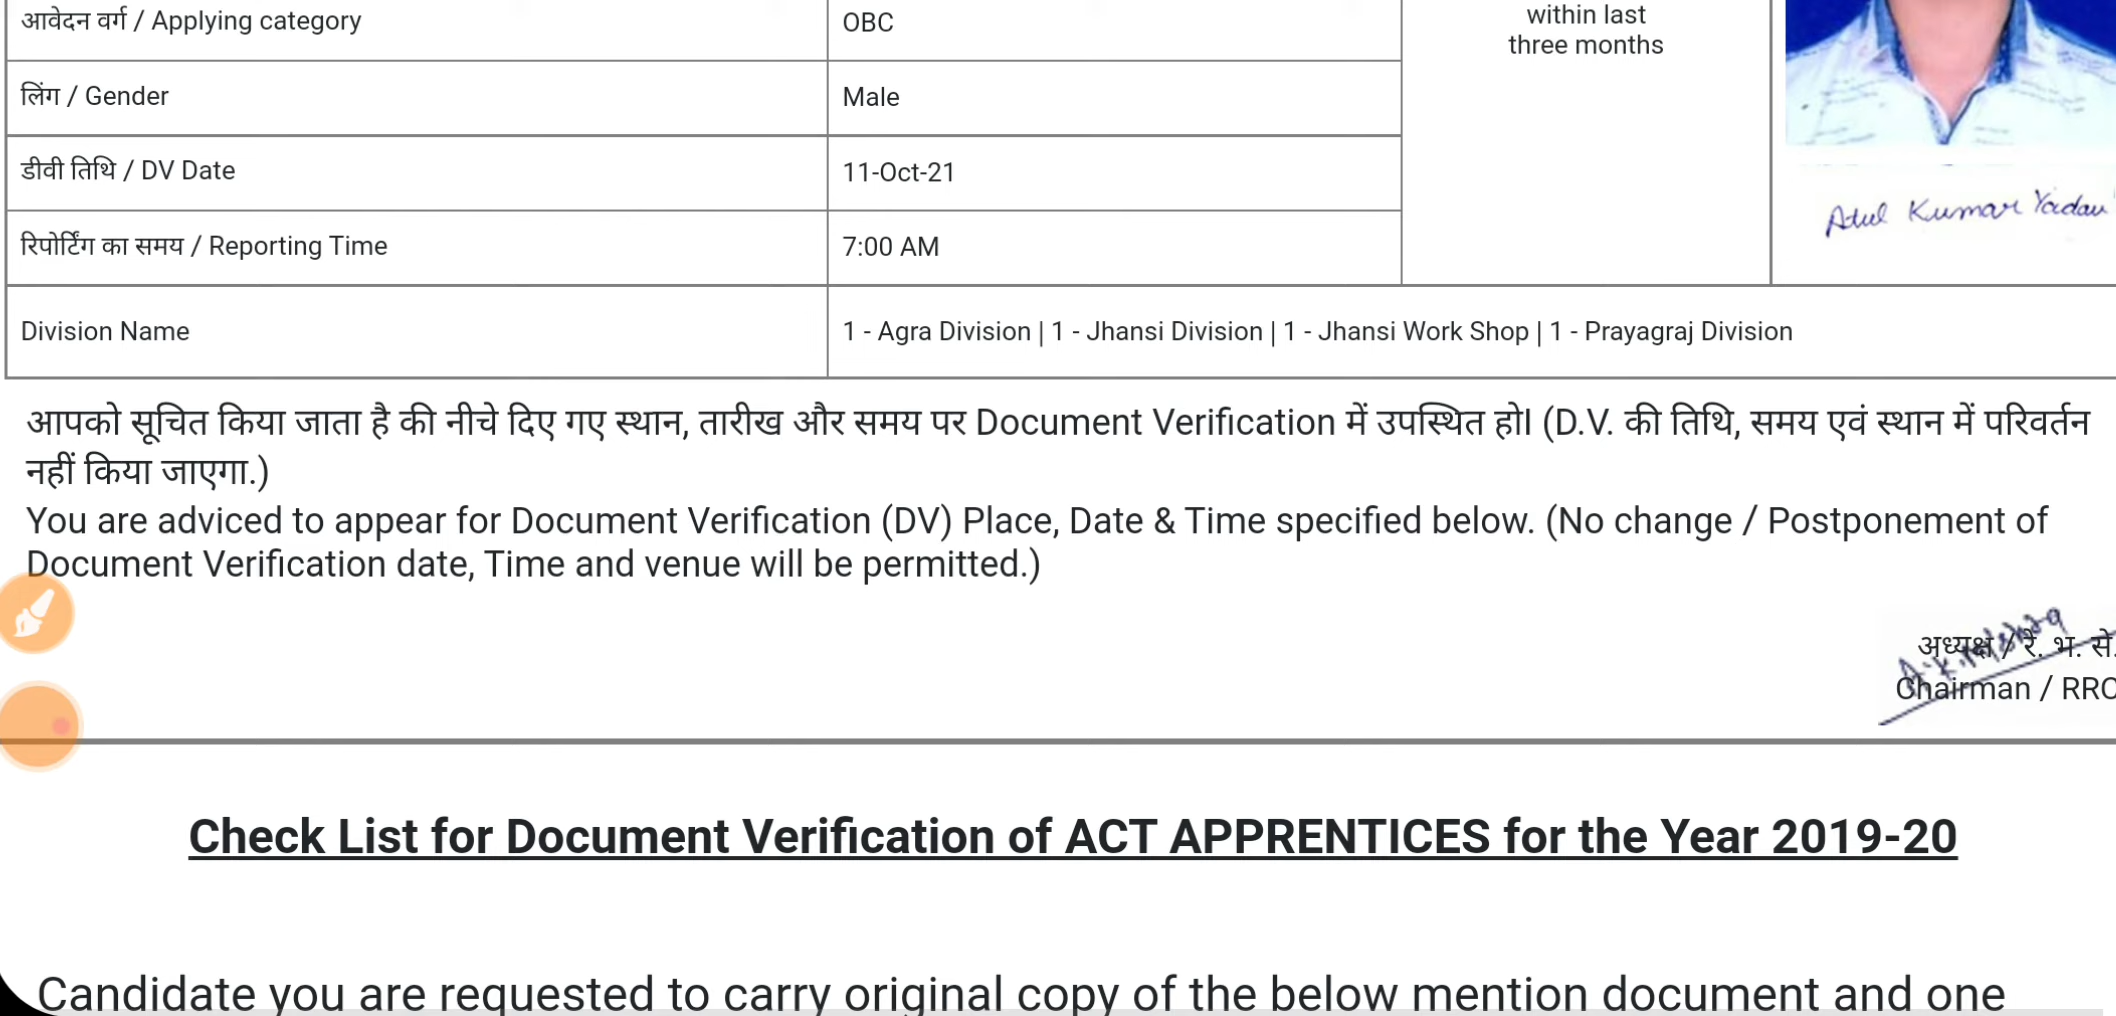 आवेदन वर्ग / Applying category OBC
within last
three months
लिंग / Gender Male
डीवी तिथि / DV Date 11-Oct-21
रिपोर्टिंग का समय / Reporting Time 7:00 AM
Atul Kumar Yadav
Division Name 1 - Agra Division | 1 - Jhansi Division | 1 - Jhansi Work Shop | 1 - Prayagraj Division
आपको सूचित किया जाता है की नीचे दिए गए स्थान, तारीख और समय पर Document Verification में उपस्थित हो। (D.V. की तिथि, समय एवं स्थान में परिवर्तन
नहीं किया जाएगा.)
You are adviced to appear for Document Verification (DV) Place, Date & Time specified below. (No change / Postponement of
Document Verification date, Time and venue will be permitted.)
अध्यक्ष / रे. भ. से.
Chairman / RRC
Check List for Document Verification of ACT APPRENTICES for the Year 2019-20
Candidate you are requested to carry original copy of the below mention document and one